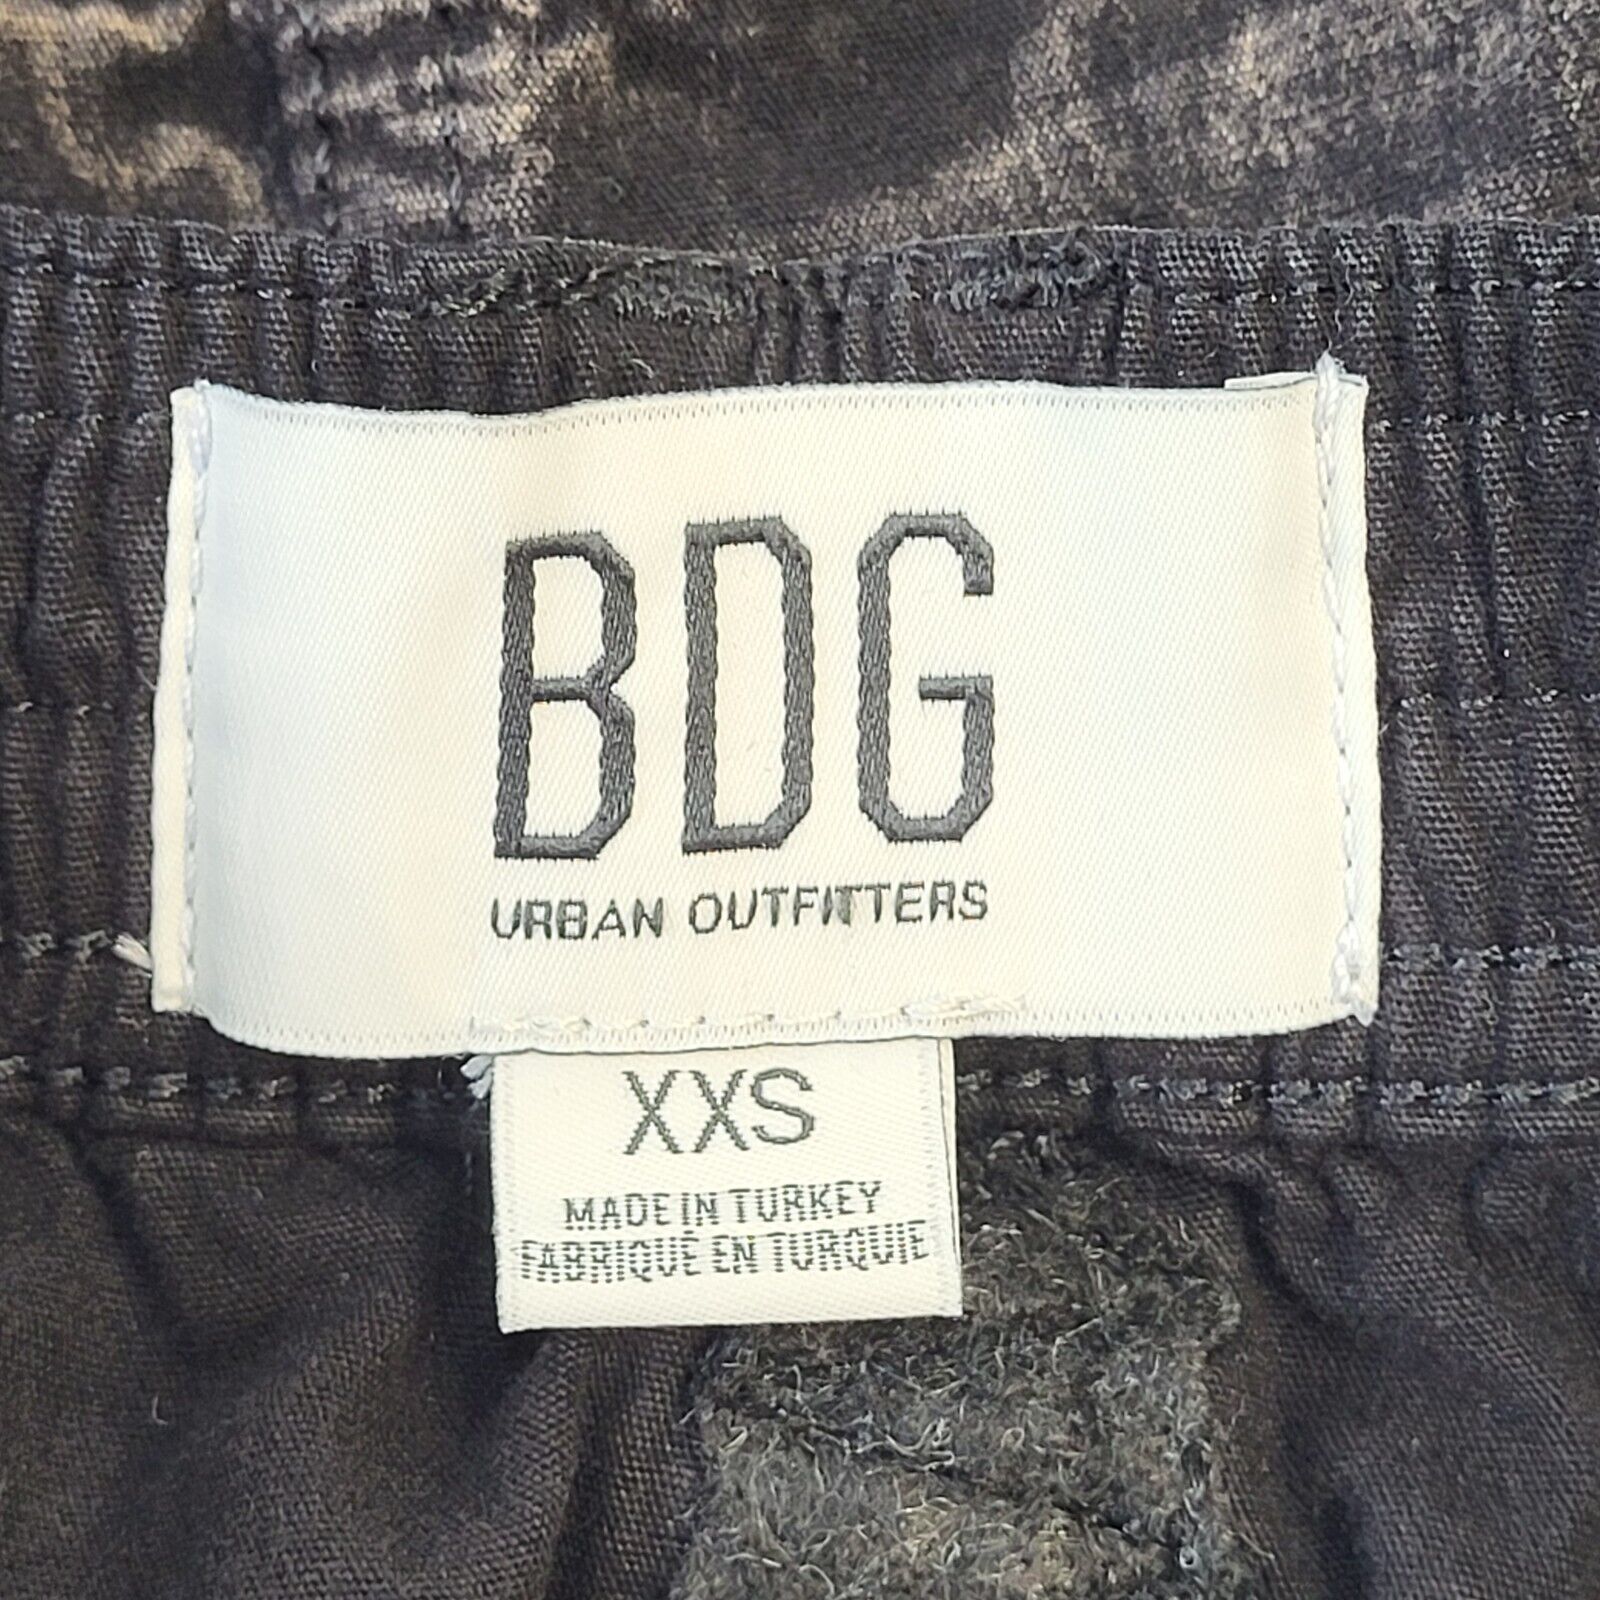 BDG
URBAN OUTFITTERS
XXS
MADE IN TURKEY
FABRIQUÉ EN TURQUIE